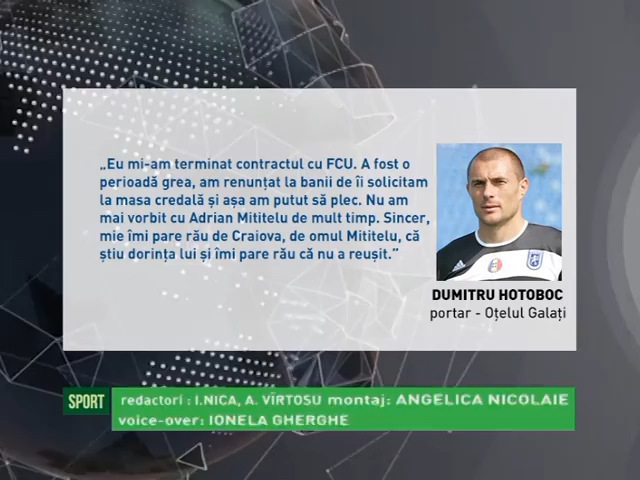 „Eu mi-am terminat contractul cu FCU. A fost o
perioadă grea, am renunțat la banii de îi solicitam
la masa credală și așa am putut să plec. Nu am
mai vorbit cu Adrian Mititelu de mult timp. Sincer,
mie îmi pare rău de Craiova, de omul Mititelu, că
știu dorința lui și îmi pare rău că nu a reușit.”
DUMITRU HOTOBOC
portar - Oțelul Galați
SPORT
redactori : I.NICA, A. VÎRTOSU montaj: ANGELICA NICOLAIE
voice-over: IONELA GHERGHE